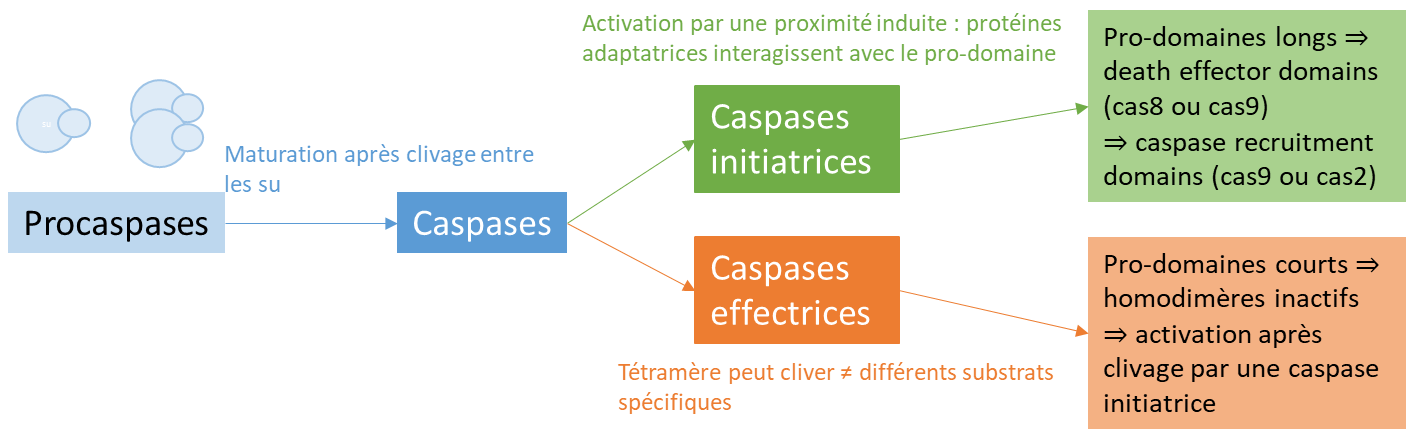 Activation par une proximité induite : protéines
adaptatrices interagissent avec le pro-domaine
Pro-domaines longs ⇒
death effector domains
(cas8 ou cas9)
⇒ caspase recruitment
domains (cas9 ou cas2)
su
Caspases
initiatrices
Maturation après clivage entre
les su
Procaspases
Caspases
Caspases
effectrices
Pro-domaines courts ⇒
homodimères inactifs
⇒ activation après
clivage par une caspase
initiatrice
Tétramère peut cliver ≠ différents substrats
spécifiques